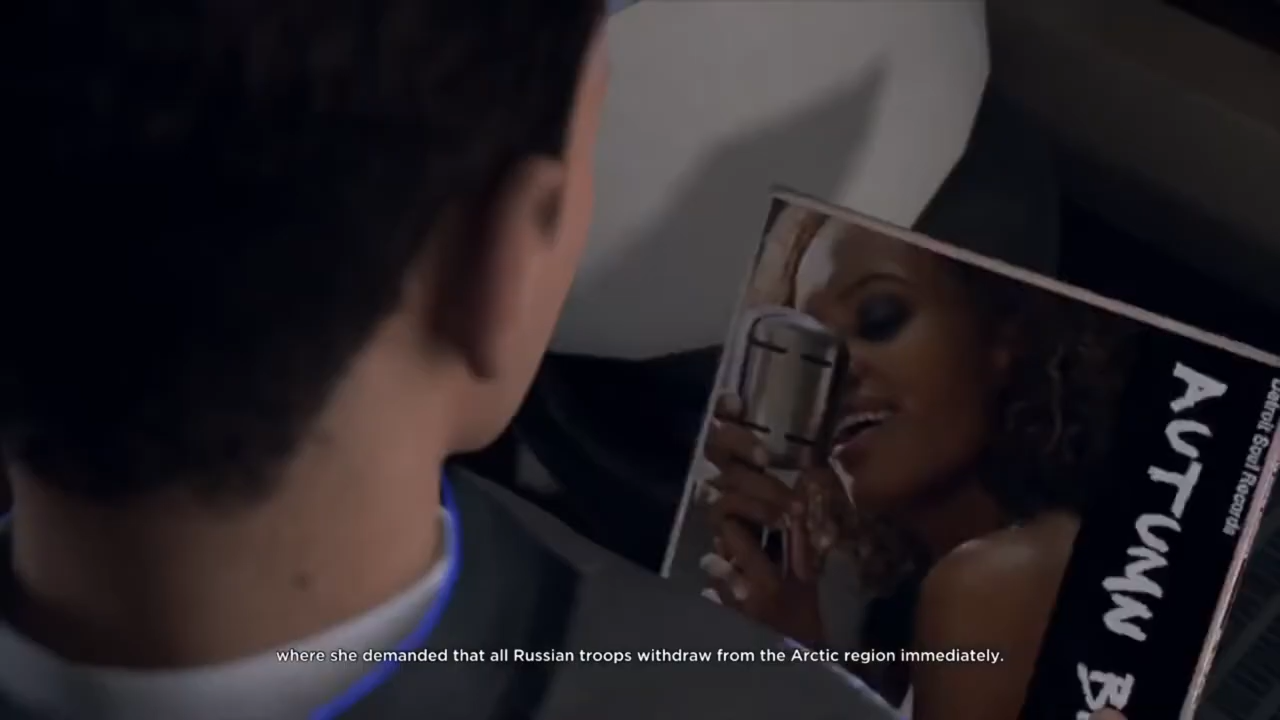 Detroit Soul Records
AUTUMN
where she demanded that all Russian troops withdraw from the Arctic region immediately.